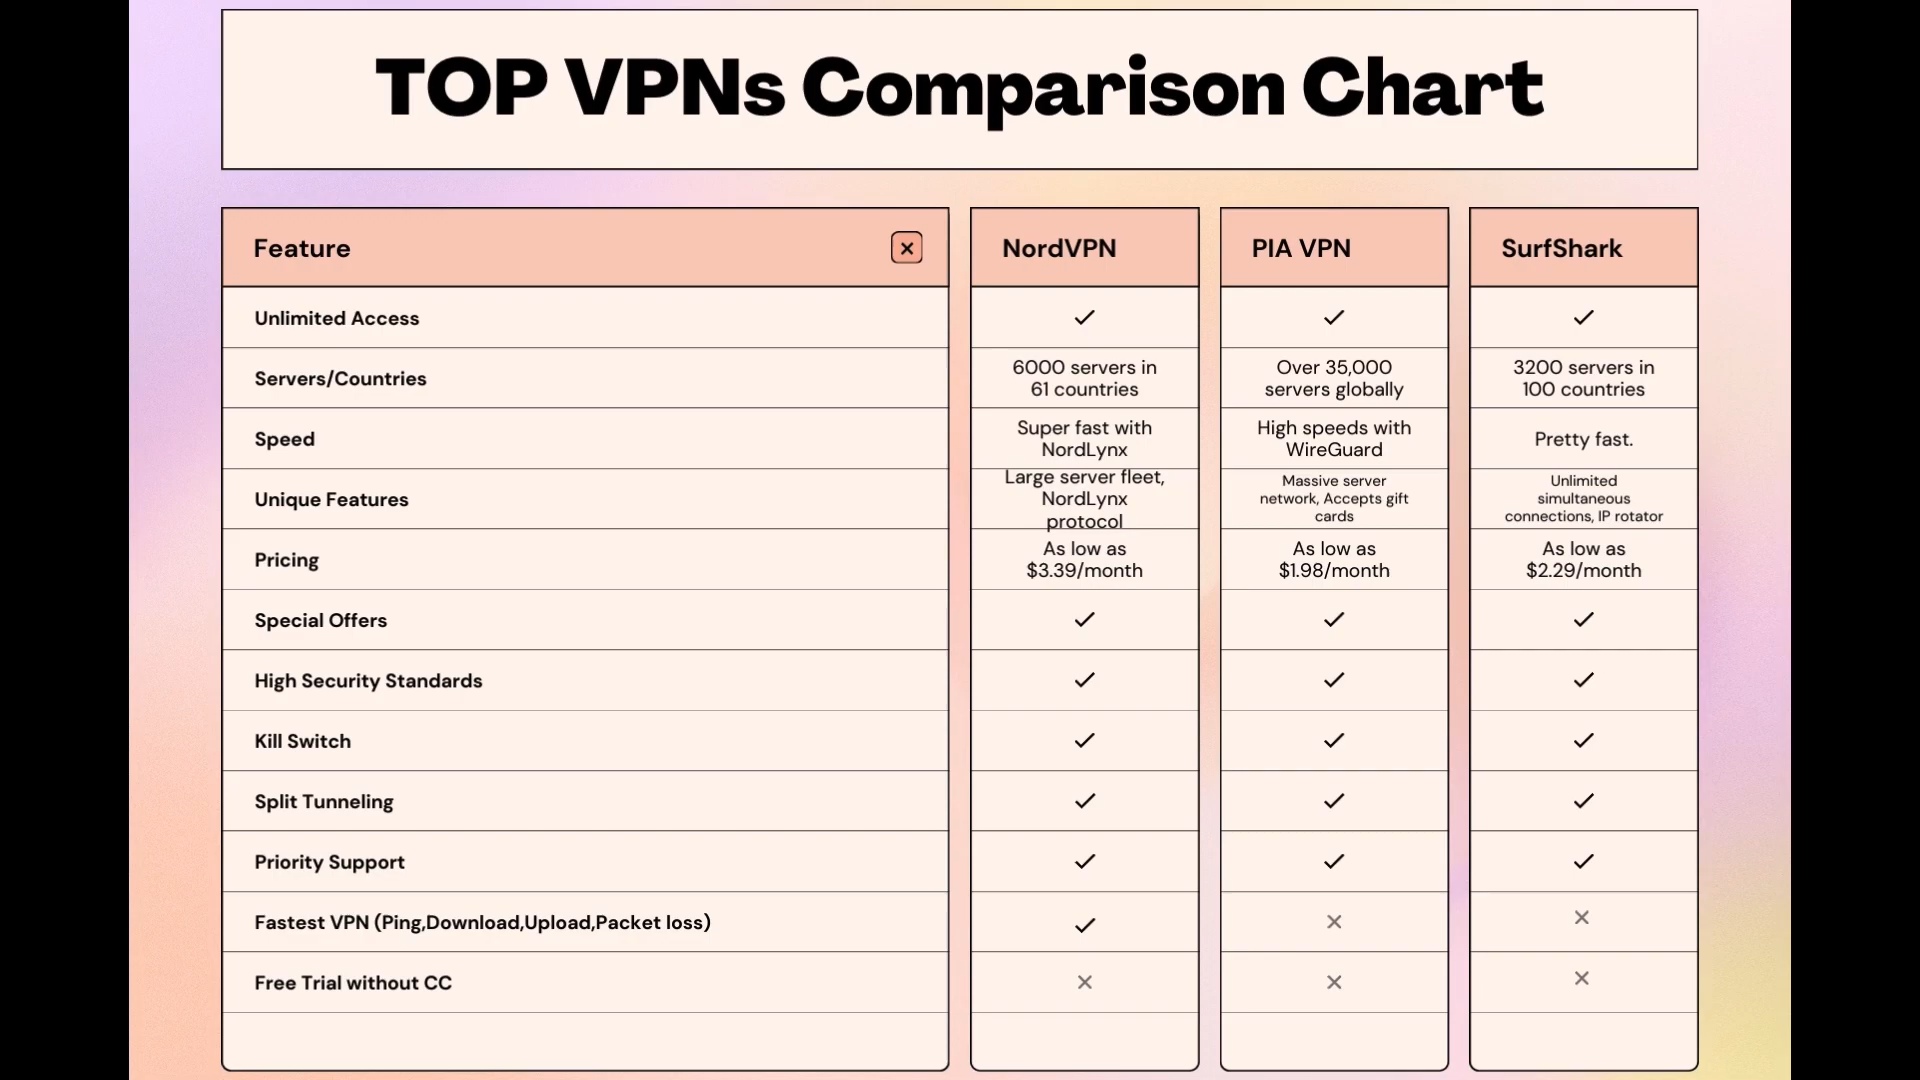 TOP VPNs Comparison Chart
Feature
NordVPN
PIA VPN
SurfShark
Unlimited Access
Servers/Countries
6000 servers in
61 countries
Over 35,000
servers globally
3200 servers in
100 countries
Speed
Super fast with
NordLynx
High speeds with
WireGuard
Pretty fast.
Unique Features
Large server fleet,
NordLynx
protocol
Massive server
network, Accepts gift
cards
Unlimited
simultaneous
connections, IP rotator
Pricing
As low as
$3.39/month
As low as
$1.98/month
As low as
$2.29/month
Special Offers
High Security Standards
Kill Switch
Split Tunneling
Priority Support
Fastest VPN (Ping,Download,Upload,Packet loss)
Free Trial without CC